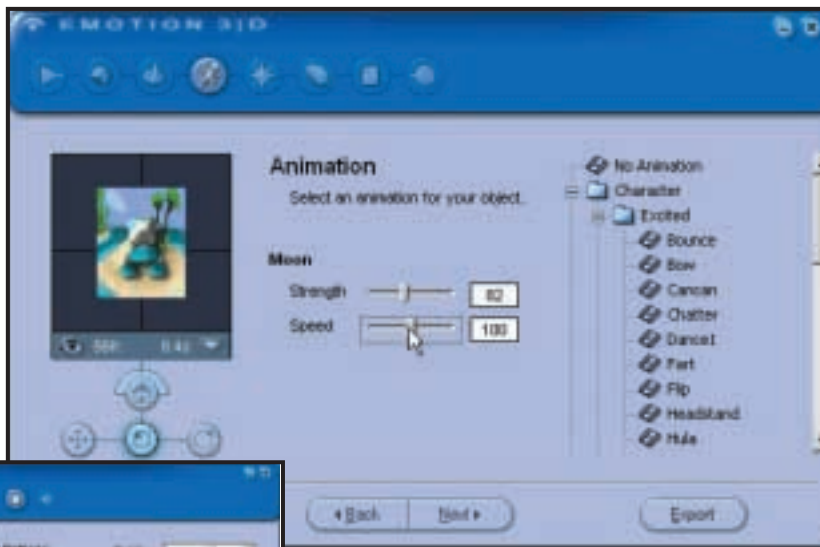 EMOTION 3|D
Animation
Select an animation for your object.
Moon
Strength 82
Speed 100
No Animation
Character
Excited
Bounce
Bow
Cancan
Chatter
Dance1
Fart
Flip
Headstand
Hula
Back
Next
Export